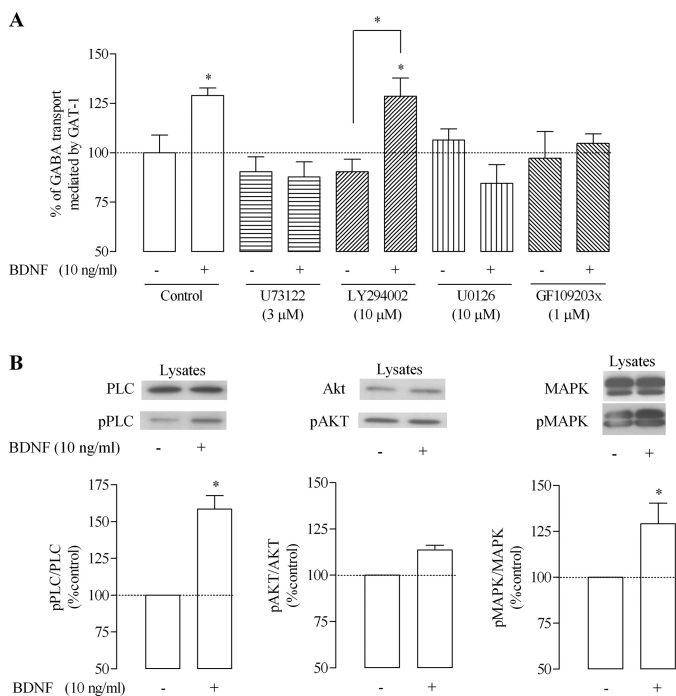 A
*
*
*
% of GABA transport
mediated by GAT-1
150
125
100
75
50
BDNF (10 ng/ml) - + - + - + - + - +
Control U73122 LY294002 U0126 GF109203x
(3 μM) (10 μM) (10 μM) (1 μM)
B
Lysates Lysates Lysates
PLC Akt MAPK
pPLC pAKT pMAPK
BDNF (10 ng/ml) - + - + - +
pPLC/PLC
(%control)
175
150
125
100
75
50
*
pAKT/AKT
(%control)
150
125
100
75
50
pMAPK/MAPK
(%control)
150
125
100
75
50
*
BDNF (10 ng/ml) - + - + - +